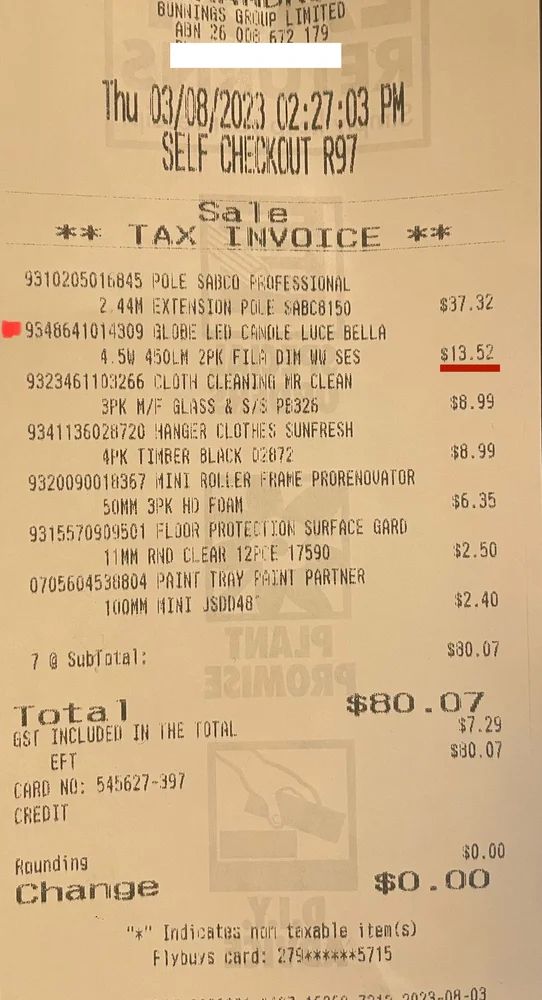 BUNNINGS GROUP LIMITED
ABN 26 008 672 179
Thu 03/08/2023 02:27:03 PM
SELF CHECKOUT R97
Sale
** TAX INVOICE **
9310205016845 POLE SABCO PROFESSIONAL
2.44M EXTENSION POLE SABC8150 $37.32
9348641014309 GLOBE LED CANDLE LUCE BELLA
4.5W 450LM 2PK FILA DIM WW SES $13.52
9323461103266 CLOTH CLEANING MR CLEAN
3PK M/F GLASS & S/S PB326 $8.99
9341136028720 HANGER CLOTHES SUNFRESH
4PK TIMBER BLACK D2872 $8.99
9320090018367 MINI ROLLER FRAME PRORENOVATOR
50MM 3PK HD FOAM $6.35
9315570909501 FLOOR PROTECTION SURFACE GARD
11MM RND CLEAR 12PCE 17590 $2.50
0705604538804 PAINT TRAY PAINT PARTNER
100MM MINI $2.40
7 @ SubTotal: $80.07
Total $80.07
GST INCLUDED IN THE TOTAL $7.29
EFT $80.07
CARD NO: 545627-397
CREDIT
Rounding $0.00
Change $0.00
"*" Indicates non taxable item(s)
Flybuys card: 279******5715
2023-08-03
PLANT
PROMISE
D.I.Y.